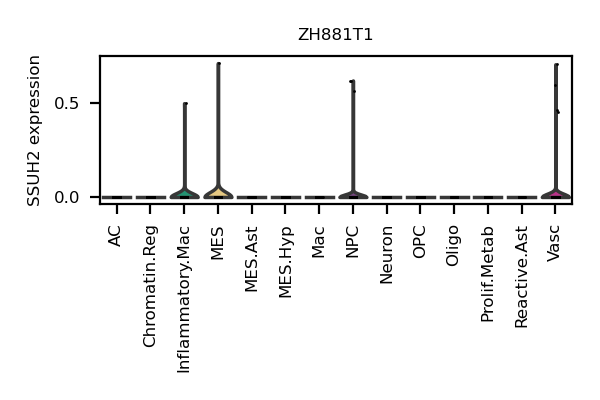 ZH881T1
SSUH2 expression
0.5
0.0
AC
Chromatin.Reg
Inflammatory.Mac
MES
MES.Ast
MES.Hyp
Mac
NPC
Neuron
OPC
Oligo
Prolif.Metab
Reactive.Ast
Vasc